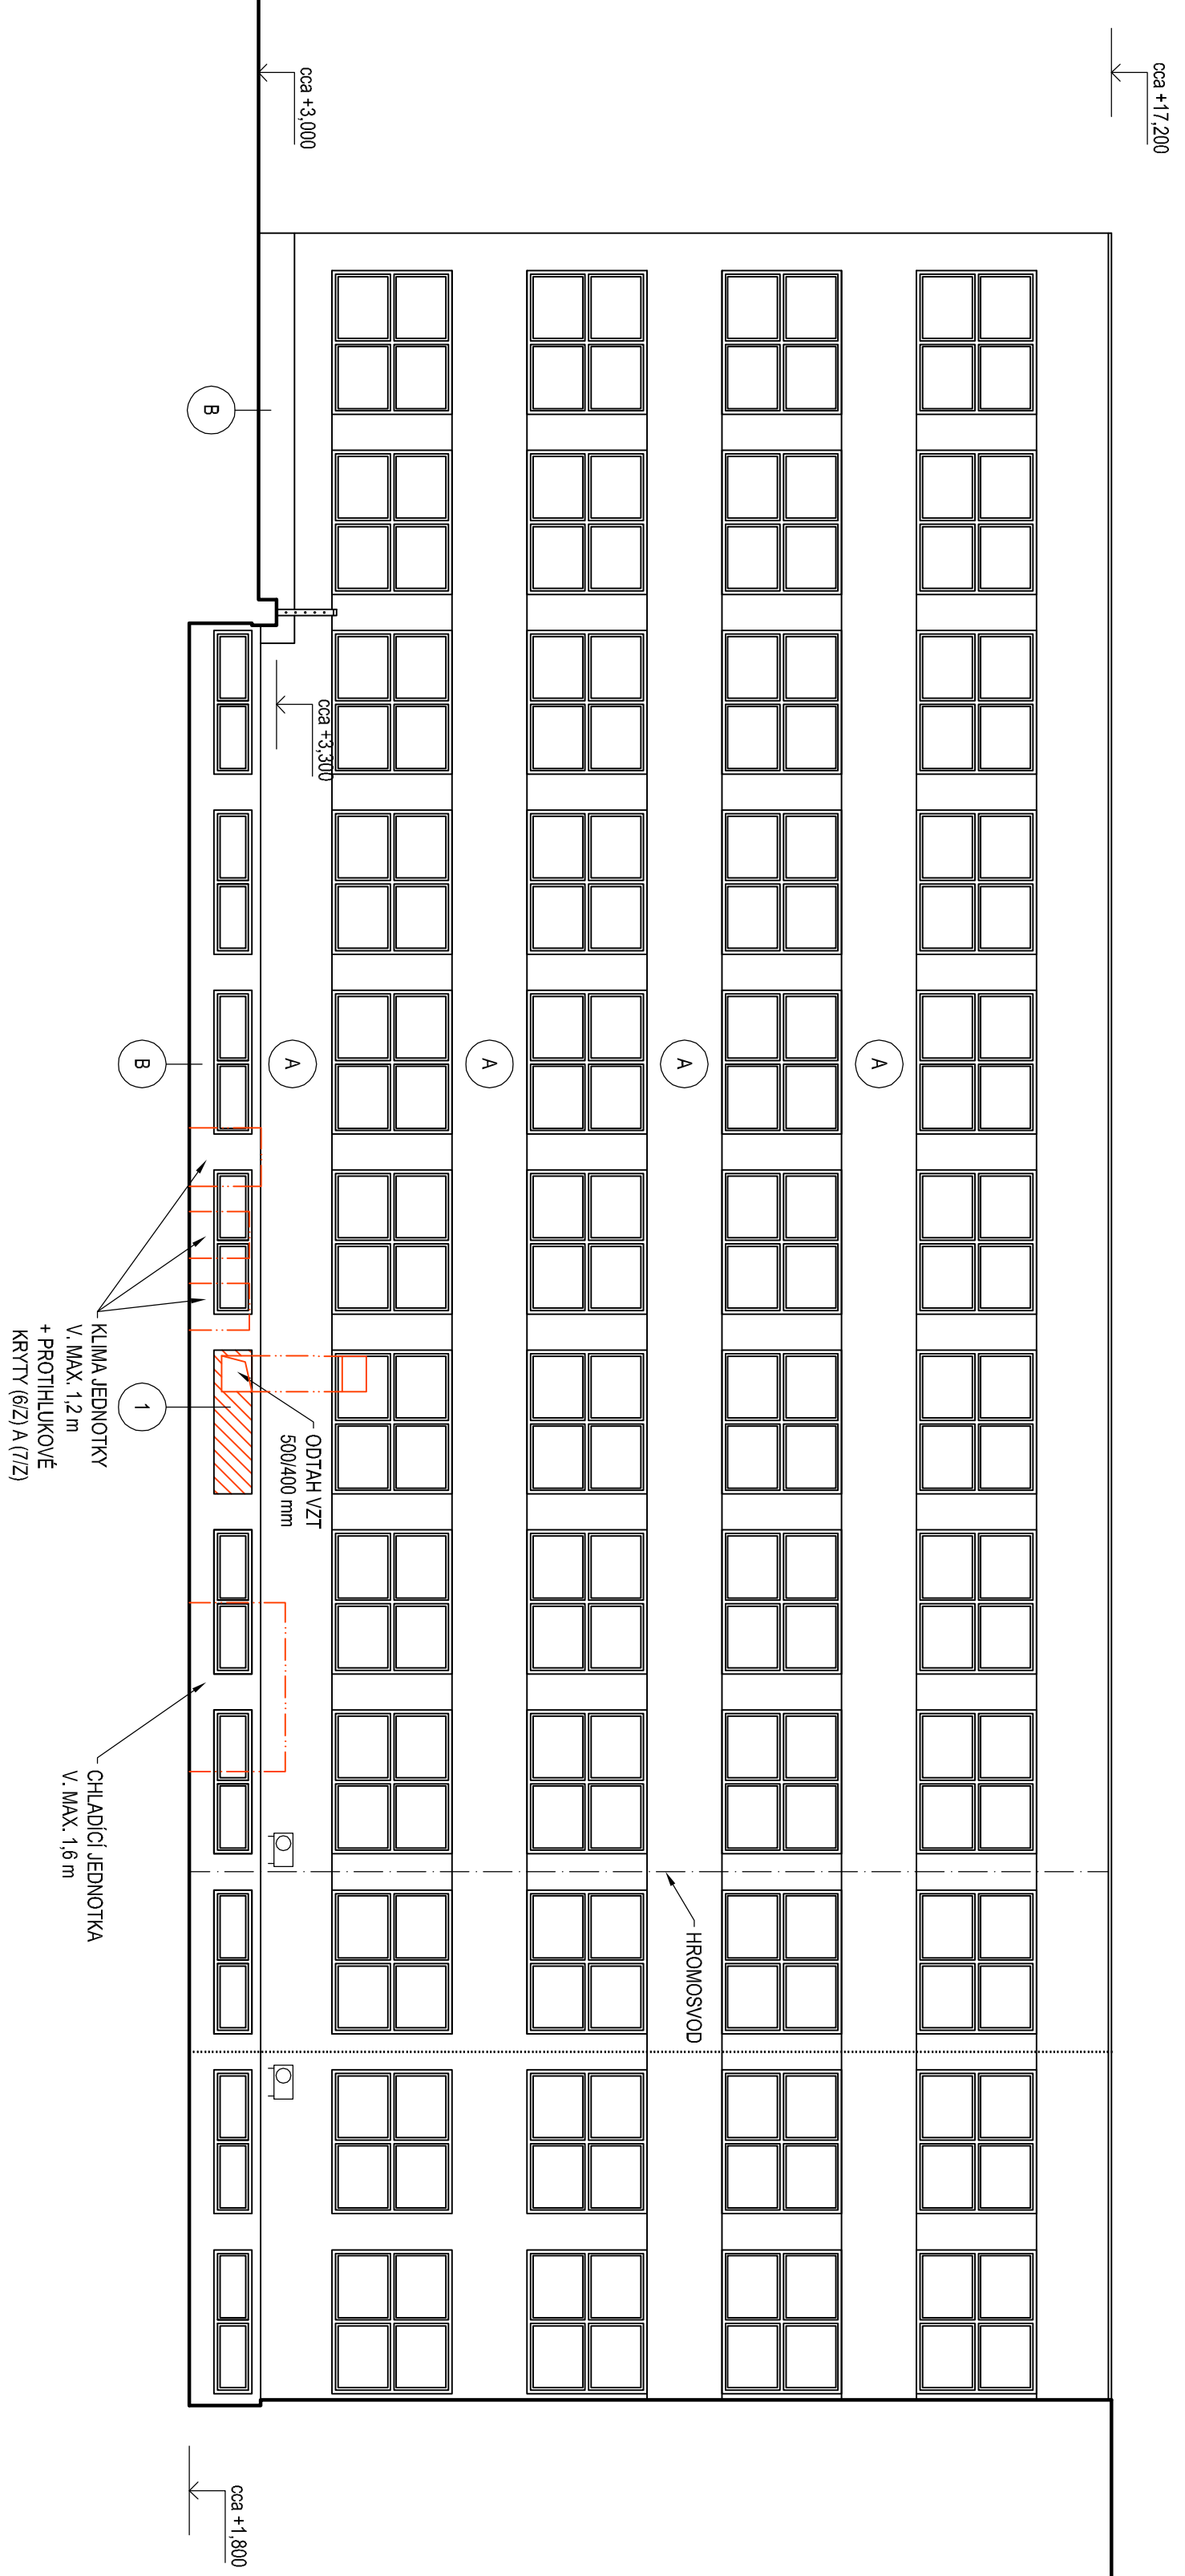 cca +17,200
cca +3,000
cca +3,300
A
A
A
A
B
B
HROMOSVOD
ODTAH VZT
500/400 mm
1
KLIMA JEDNOTKY
V. MAX. 1,2 m
+ PROTIHLUKOVÉ
KRYTY (6/Z) A (7/Z)
CHLADÍCÍ JEDNOTKA
V. MAX. 1,6 m
cca +1,800